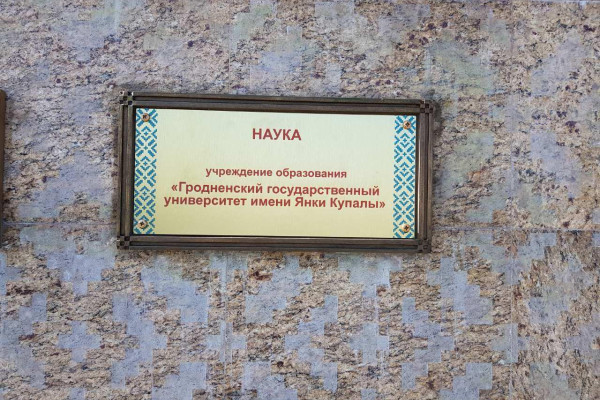 НАУКА
учреждение образования
«Гродненский государственный
университет имени Янки Купалы»